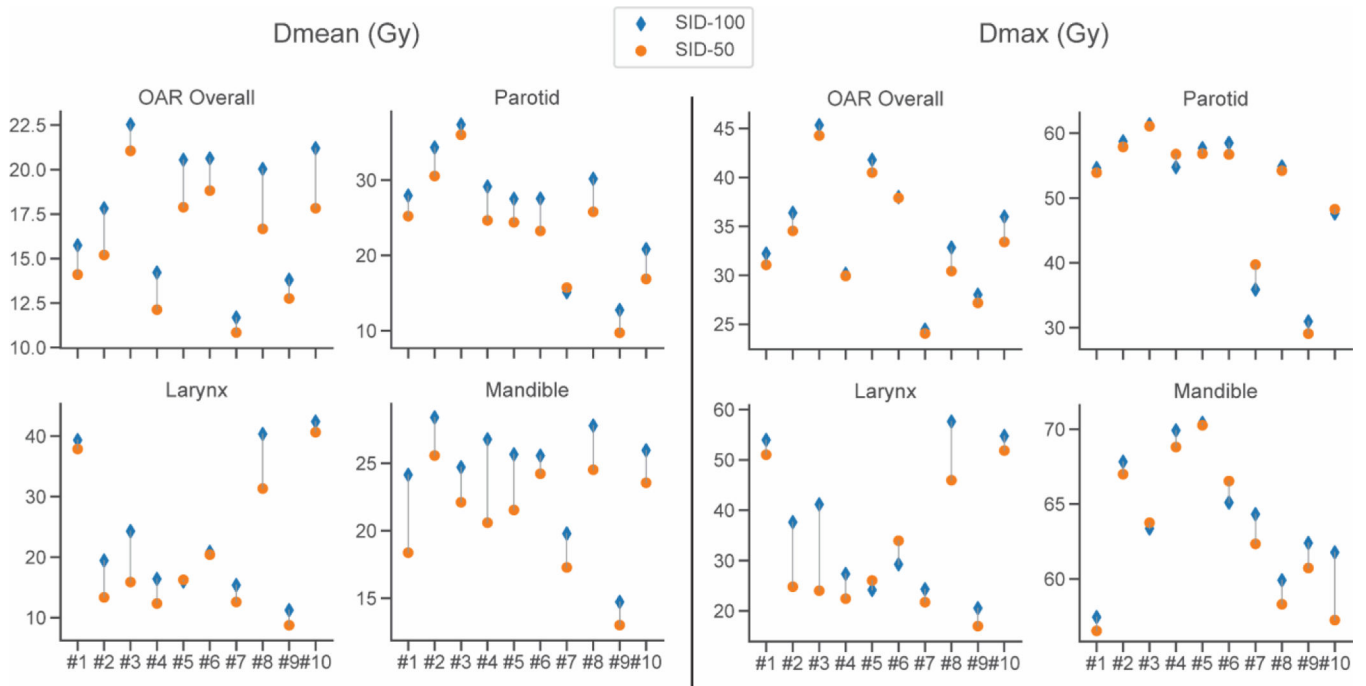 Dmean (Gy)
SID-100
SID-50
Dmax (Gy)
OAR Overall
22.5
20.0
17.5
15.0
12.5
10.0
Parotid
30
20
10
OAR Overall
45
40
35
30
25
Parotid
60
50
40
30
Larynx
40
30
20
10
#1 #2 #3 #4 #5 #6 #7 #8 #9 #10
Mandible
25
20
15
#1 #2 #3 #4 #5 #6 #7 #8 #9 #10
Larynx
60
50
40
30
20
#1 #2 #3 #4 #5 #6 #7 #8 #9 #10
Mandible
70
65
60
#1 #2 #3 #4 #5 #6 #7 #8 #9 #10